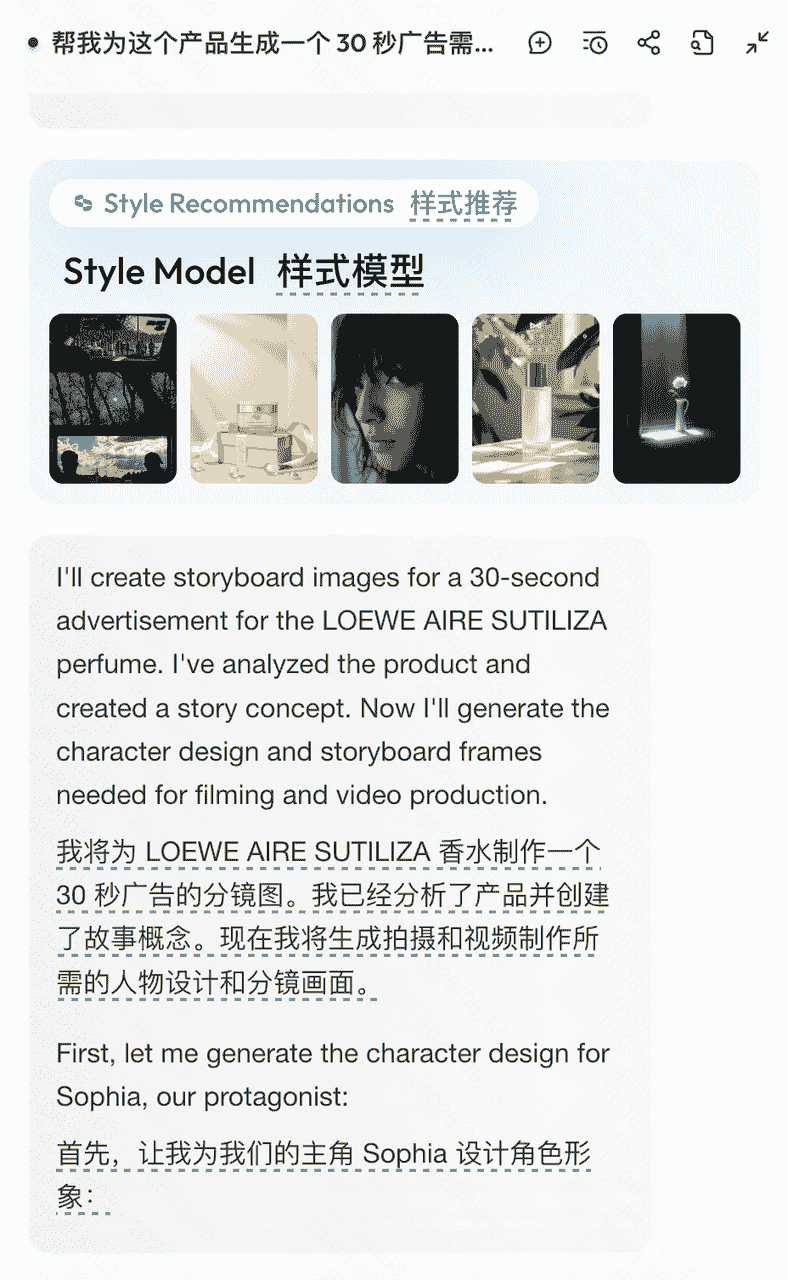 帮我为这个产品生成一个 30 秒广告需...
Style Recommendations 样式推荐
Style Model 样式模型
I'll create storyboard images for a 30-second
advertisement for the LOEWE AIRE SUTILIZA
perfume. I've analyzed the product and
created a story concept. Now I'll generate the
character design and storyboard frames
needed for filming and video production.
我将为 LOEWE AIRE SUTILIZA 香水制作一个
30 秒广告的分镜图。我已经分析了产品并创建
了故事概念。现在我将生成拍摄和视频制作所
需的人物设计和分镜画面。
First, let me generate the character design for
Sophia, our protagonist:
首先，让我为我们的主角 Sophia 设计角色形
象：